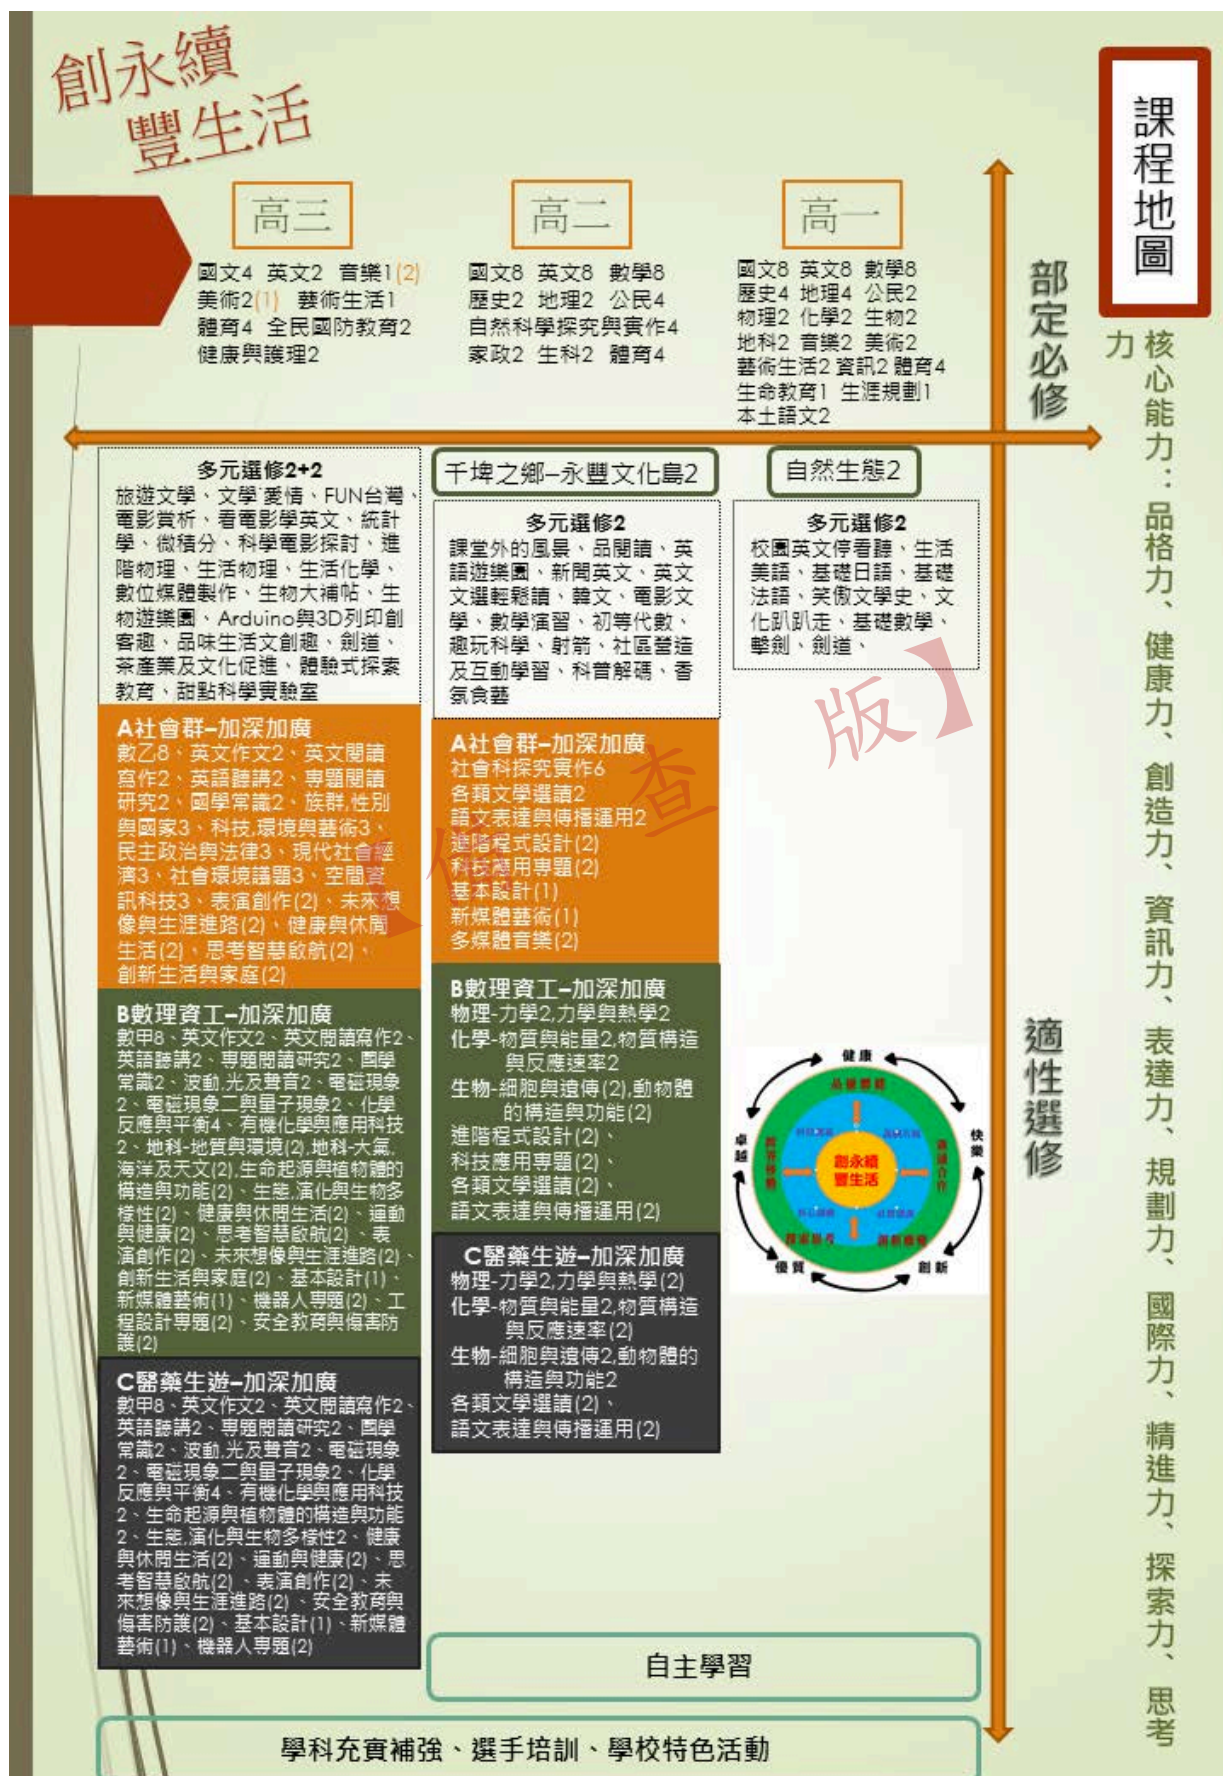 創永續
豐生活
課程地圖
核心能力：品格力、健康力、創造力、資訊力、表達力、規劃力、國際力、精進力、探索力、思考
力
部定必修
適性選修
高三
國文4 英文2 音樂1(2)
美術2(1) 藝術生活1
體育4 全民國防教育2
健康與護理2
高二
國文8 英文8 數學8
歷史2 地理2 公民4
自然科學探究與實作4
家政2 生科2 體育4
高一
國文8 英文8 數學8
歷史4 地理4 公民2
物理2 化學2 生物2
地科2 音樂2 美術2
藝術生活2 資訊2 體育4
生命教育1 生涯規劃1
本土語文2
多元選修2+2
旅遊文學、文學˙愛情、FUN台灣、
電影賞析、看電影學英文、統計
學、微積分、科學電影探討、進
階物理、生活物理、生活化學、
數位媒體製作、生物大補帖、生
物遊樂園、Arduino與3D列印創
客趣、品味生活文創趣、劍道、
茶產業及文化促進、體驗式探索
教育、甜點科學實驗室
A社會群–加深加廣
數乙8、英文作文2、英文閱讀
寫作2、英語聽講2、專題閱讀
研究2、國學常識2、族群,性別
與國家3、科技,環境與藝術3、
民主政治與法律3、現代社會經
濟3、社會環境議題3、空間資
訊科技3、表演創作(2)、未來想
像與生涯進路(2)、健康與休閒
生活(2)、思考智慧啟航(2)、
創新生活與家庭(2)
B數理資工–加深加廣
數甲8、英文作文2、英文閱讀寫作2、
英語聽講2、專題閱讀研究2、國學
常識2、波動,光及聲音2、電磁現象
2、電磁現象二與量子現象2、化學
反應與平衡4、有機化學與應用科技
2、地科-地質與環境(2),地科-大氣,
海洋及天文(2),生命起源與植物體的
構造與功能(2)、生態,演化與生物多
樣性(2)、健康與休閒生活(2)、運動
與健康(2)、思考智慧啟航(2)、表
演創作(2)、未來想像與生涯進路(2)、
創新生活與家庭(2)、基本設計(1)、
新媒體藝術(1)、機器人專題(2)、工
程設計專題(2)、安全教育與傷害防
護(2)
C醫藥生遊–加深加廣
數甲8、英文作文2、英文閱讀寫作2、
英語聽講2、專題閱讀研究2、國學
常識2、波動,光及聲音2、電磁現象
2、電磁現象二與量子現象2、化學
反應與平衡4、有機化學與應用科技
2、生命起源與植物體的構造與功能
2、生態,演化與生物多樣性2、健康
與休閒生活(2)、運動與健康(2)、思
考智慧啟航(2)、表演創作(2)、未
來想像與生涯進路(2)、安全教育與
傷害防護(2)、基本設計(1)、新媒體
藝術(1)、機器人專題(2)
千埤之鄉–永豐文化島2
多元選修2
課堂外的風景、品閱讀、英
語遊樂園、新聞英文、英文
文選輕鬆讀、韓文、電影文
學、數學演習、初等代數、
趣玩科學、射箭、社區營造
及互動學習、科普解碼、香
氛食藝
A社會群–加深加廣
社會科探究實作6
各類文學選讀2
語文表達與傳播運用2
進階程式設計(2)
科技應用專題(2)
基本設計(1)
新媒體藝術(1)
多媒體音樂(2)
B數理資工–加深加廣
物理-力學2,力學與熱學2
化學-物質與能量2,物質構造
與反應速率2
生物-細胞與遺傳(2),動物體
的構造與功能(2)
進階程式設計(2)、
科技應用專題(2)、
各類文學選讀(2)、
語文表達與傳播運用(2)
C醫藥生遊–加深加廣
物理-力學2,力學與熱學(2)
化學-物質與能量2,物質構造
與反應速率(2)
生物-細胞與遺傳2,動物體的
構造與功能2
各類文學選讀(2)、
語文表達與傳播運用(2)
自然生態2
多元選修2
校園英文停看聽、生活
美語、基礎日語、基礎
法語、笑傲文學史、文
化趴趴走、基礎數學、
擊劍、劍道、
健康
快樂
創新
優質
卓越
創永續
豐生活
【備查版】
自主學習
學科充實補強、選手培訓、學校特色活動